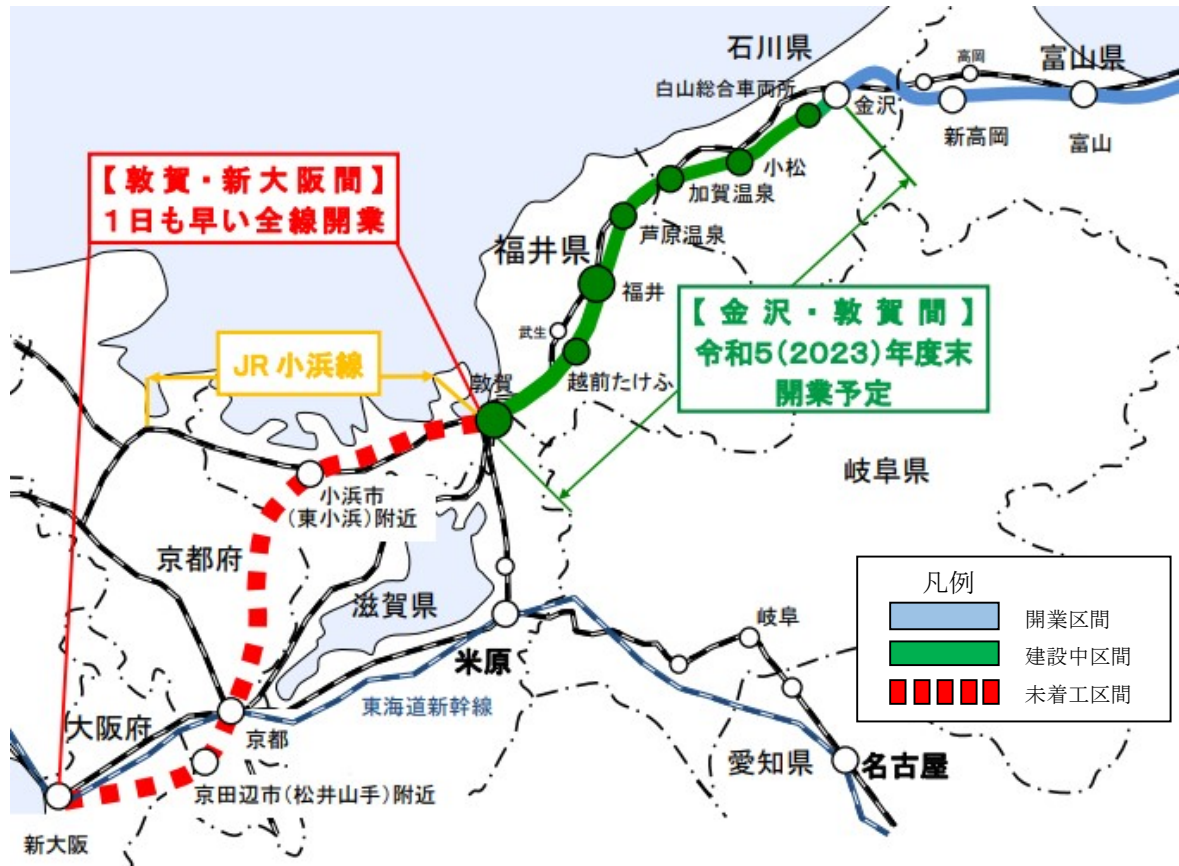 石川県
高岡
富山県
白山総合車両所
金沢
新高岡
富山
【敦賀・新大阪間】
1日も早い全線開業
小松
加賀温泉
芦原温泉
福井県
福井
【金沢・敦賀間】
令和5(2023)年度末
開業予定
武生
JR小浜線
敦賀
越前たけふ
岐阜県
小浜市
(東小浜)附近
京都府
滋賀県
凡例
開業区間
建設中区間
未着工区間
岐阜
米原
東海道新幹線
大阪府
京都
愛知県
名古屋
京田辺市(松井山手)附近
新大阪